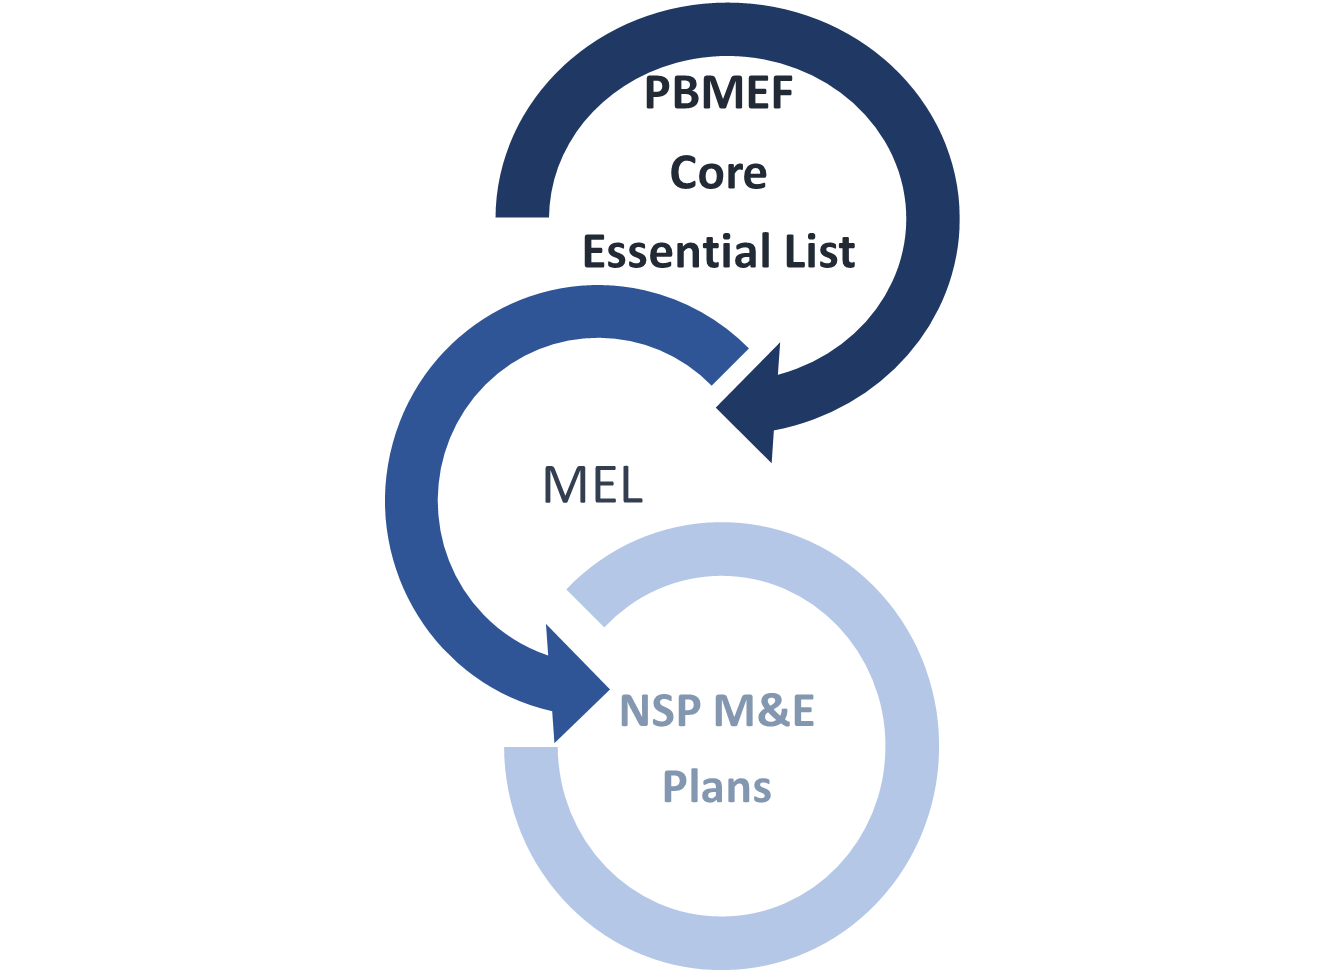 PBMEF
Core
Essential List
MEL
NSP M&E
Plans